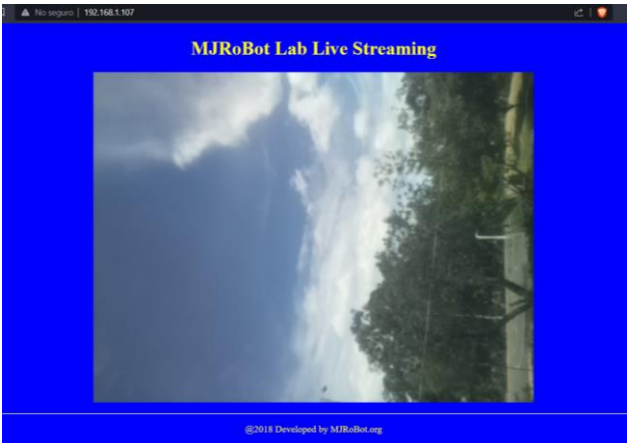 No seguro | 192.168.1.107
MJRoBot Lab Live Streaming
@2018 Developed by MJRoBot.org